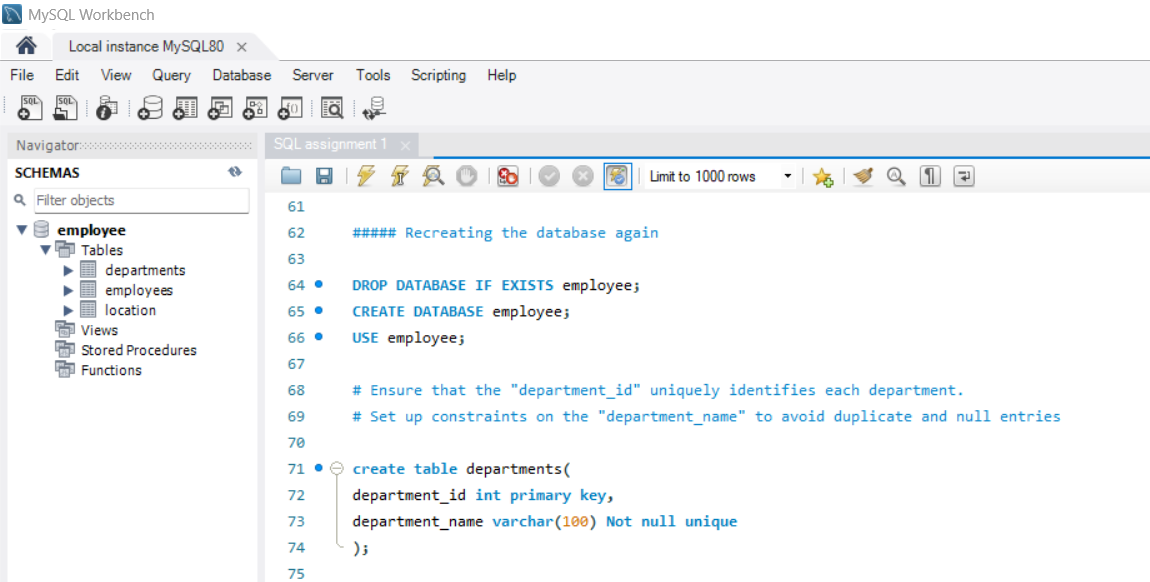 MySQL Workbench
Local instance MySQL80
File Edit View Query Database Server Tools Scripting Help
SQL SQL
Navigator
SCHEMAS
Filter objects
employee
Tables
departments
employees
location
Views
Stored Procedures
Functions
SQL assignment 1
Limit to 1000 rows
61
62 ##### Recreating the database again
63
64 DROP DATABASE IF EXISTS employee;
65 CREATE DATABASE employee;
66 USE employee;
67
68 # Ensure that the "department_id" uniquely identifies each department.
69 # Set up constraints on the "department_name" to avoid duplicate and null entries
70
71 create table departments(
72 department_id int primary key,
73 department_name varchar(100) Not null unique
74 );
75